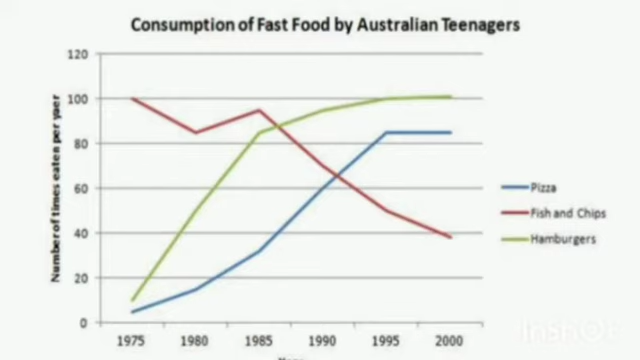 Consumption of Fast Food by Australian Teenagers
Number of times eaten per yaer
120
100
80
60
40
20
0
1975 1980 1985 1990 1995 2000
Pizza
Fish and Chips
Hamburgers